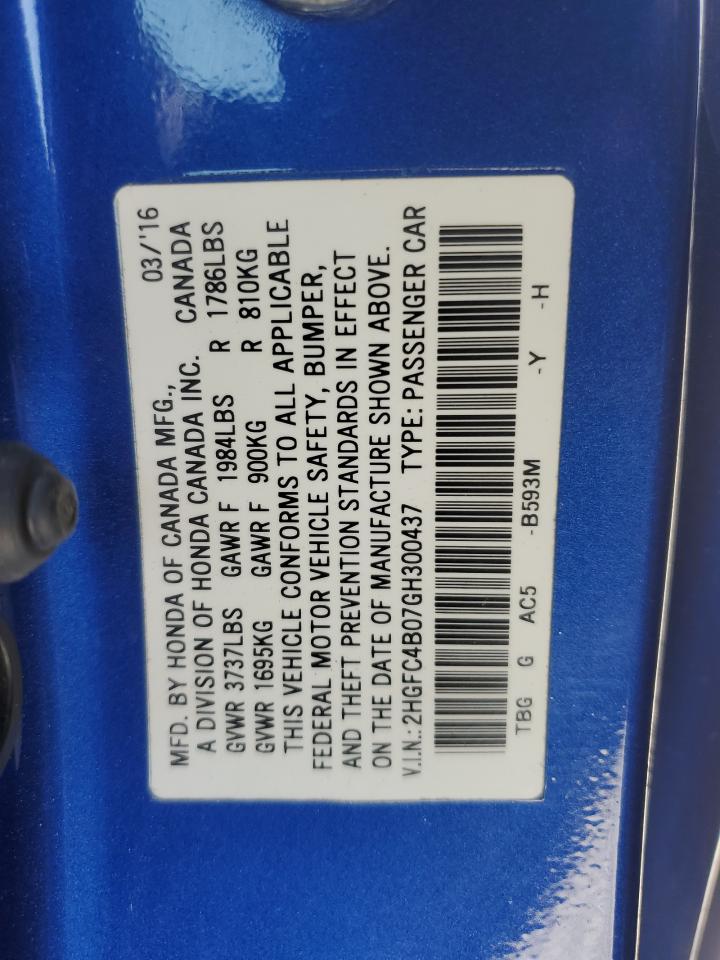 MFD. BY HONDA OF CANADA MFG., 03/'16
A DIVISION OF HONDA CANADA INC. CANADA
GVWR 3737LBS GAWR F 1984LBS R 1786LBS
GVWR 1695KG GAWR F 900KG R 810KG
THIS VEHICLE CONFORMS TO ALL APPLICABLE
FEDERAL MOTOR VEHICLE SAFETY, BUMPER,
AND THEFT PREVENTION STANDARDS IN EFFECT
ON THE DATE OF MANUFACTURE SHOWN ABOVE.
V.I.N.: 2HGFC4B07GH300437 TYPE: PASSENGER CAR
TBG G AC5 -B593M -Y -H